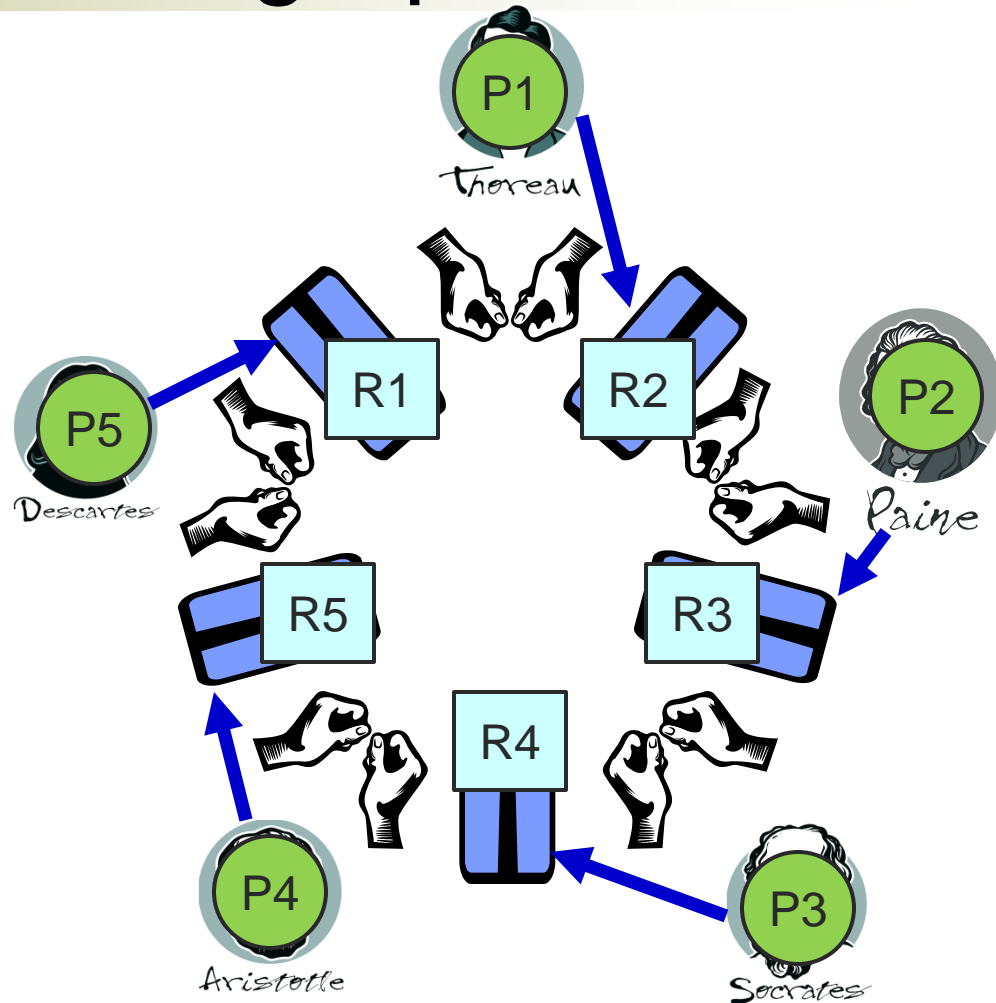 P1
Thoreau
R1
R2
P5
P2
Descartes
Paine
R5
R3
R4
P4
P3
Aristotle
Socrates